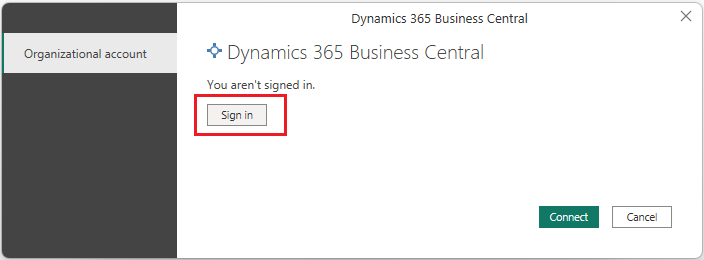 Dynamics 365 Business Central
Organizational account
Dynamics 365 Business Central
You aren't signed in.
Sign in
Connect
Cancel